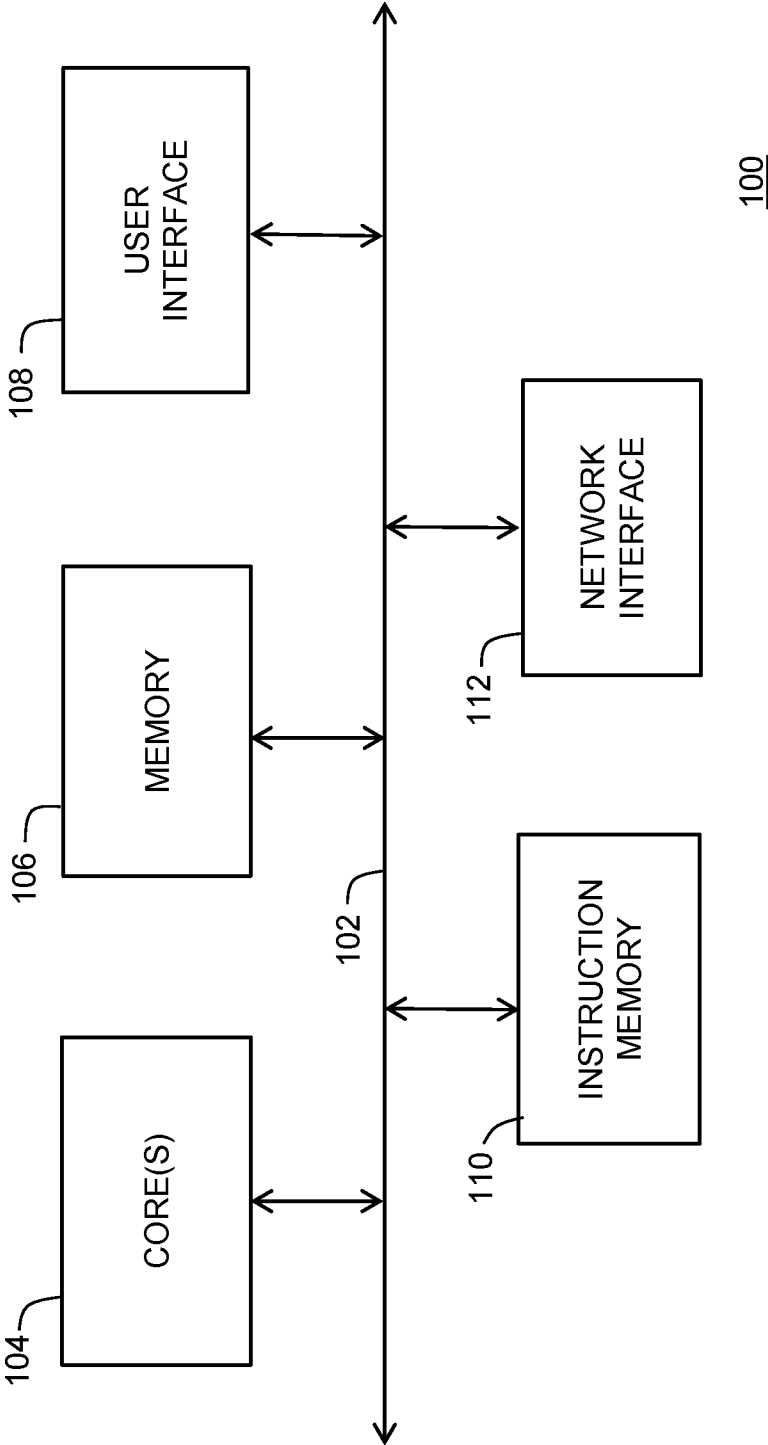 104
CORE(S)
106
MEMORY
108
USER
INTERFACE
102
110
INSTRUCTION
MEMORY
112
NETWORK
INTERFACE
100